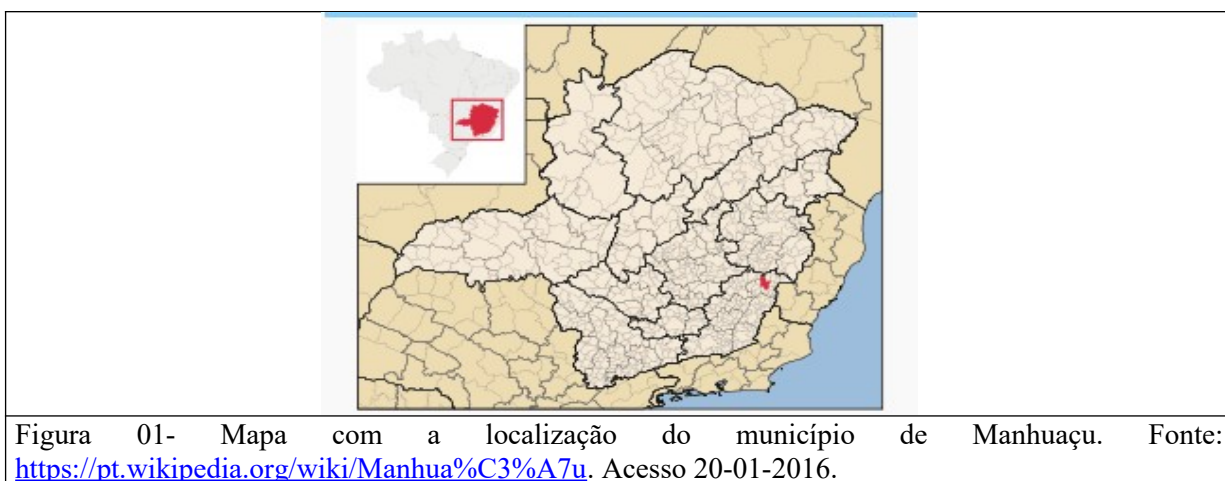 Figura 01- Mapa com a localização do município de Manhuaçu. Fonte:
https://pt.wikipedia.org/wiki/Manhua%C3%A7u. Acesso 20-01-2016.